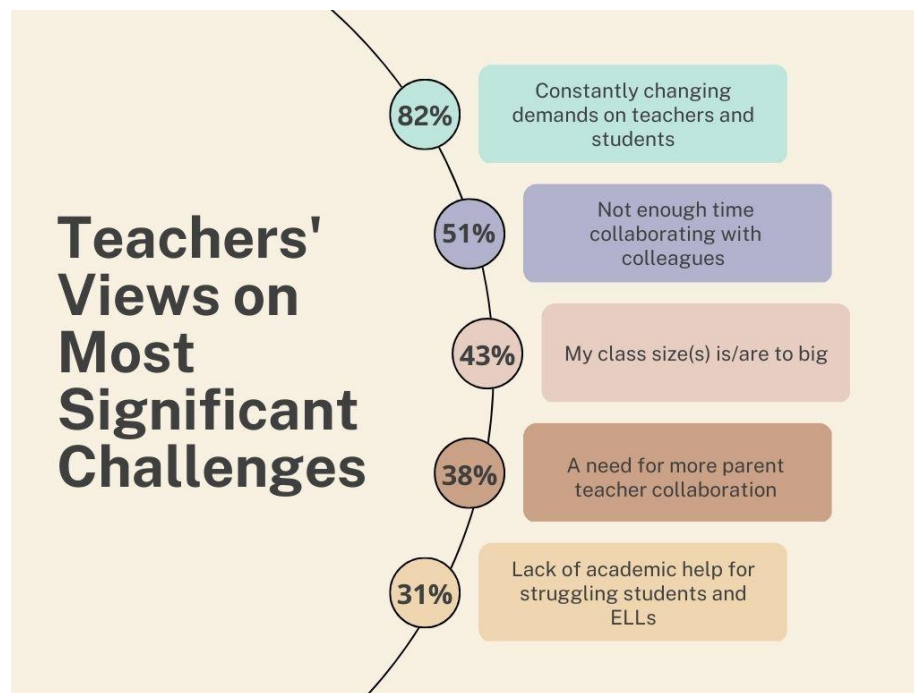 Teachers'
Views on
Most
Significant
Challenges
82%
Constantly changing
demands on teachers and
students
51%
Not enough time
collaborating with
colleagues
43%
My class size(s) is/are to big
38%
A need for more parent
teacher collaboration
31%
Lack of academic help for
struggling students and
ELLs